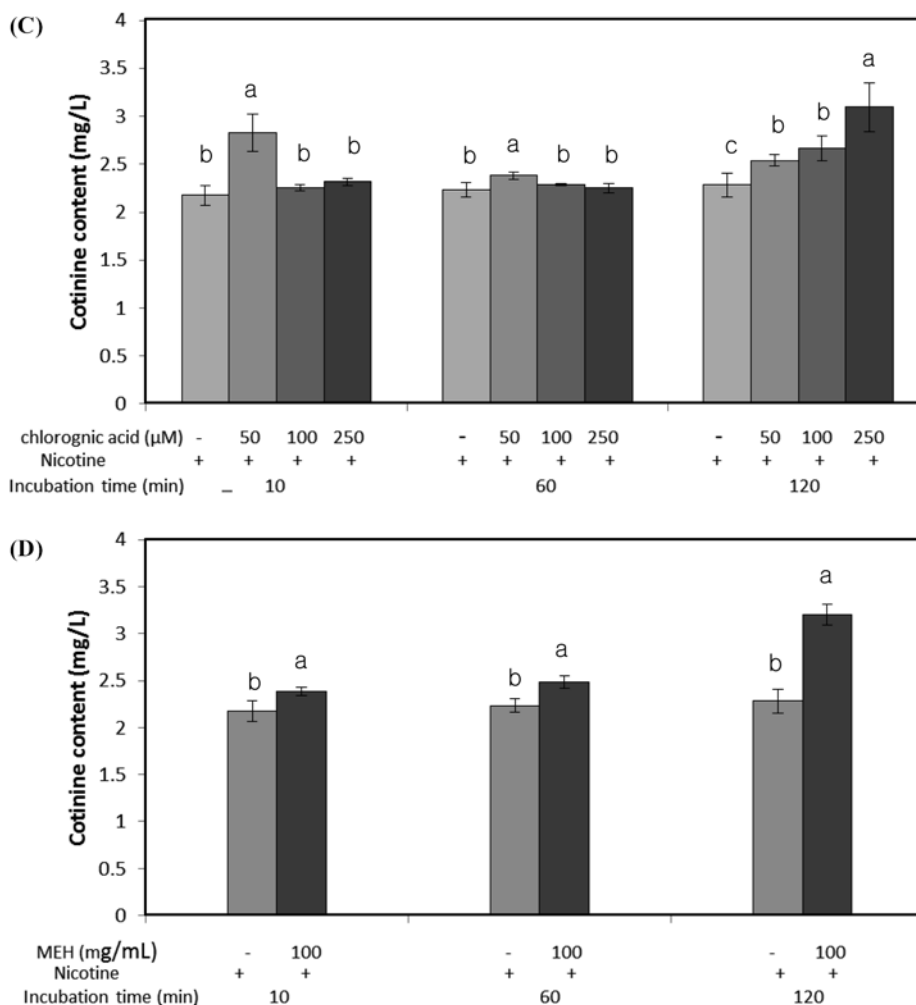 (C)
Cotinine content (mg/L)
4
3.5
3
2.5
2
1.5
1
0.5
0
b a b b b a b b c b b a
chlorognic acid (μM) - 50 100 250 - 50 100 250 - 50 100 250
Nicotine + + + + + + + + + + + +
Incubation time (min) _ 10 60 120
(D)
Cotinine content (mg/L)
4
3.5
3
2.5
2
1.5
1
0.5
0
b a b a b a
MEH (mg/mL) - 100 - 100 - 100
Nicotine + + + + + +
Incubation time (min) 10 60 120